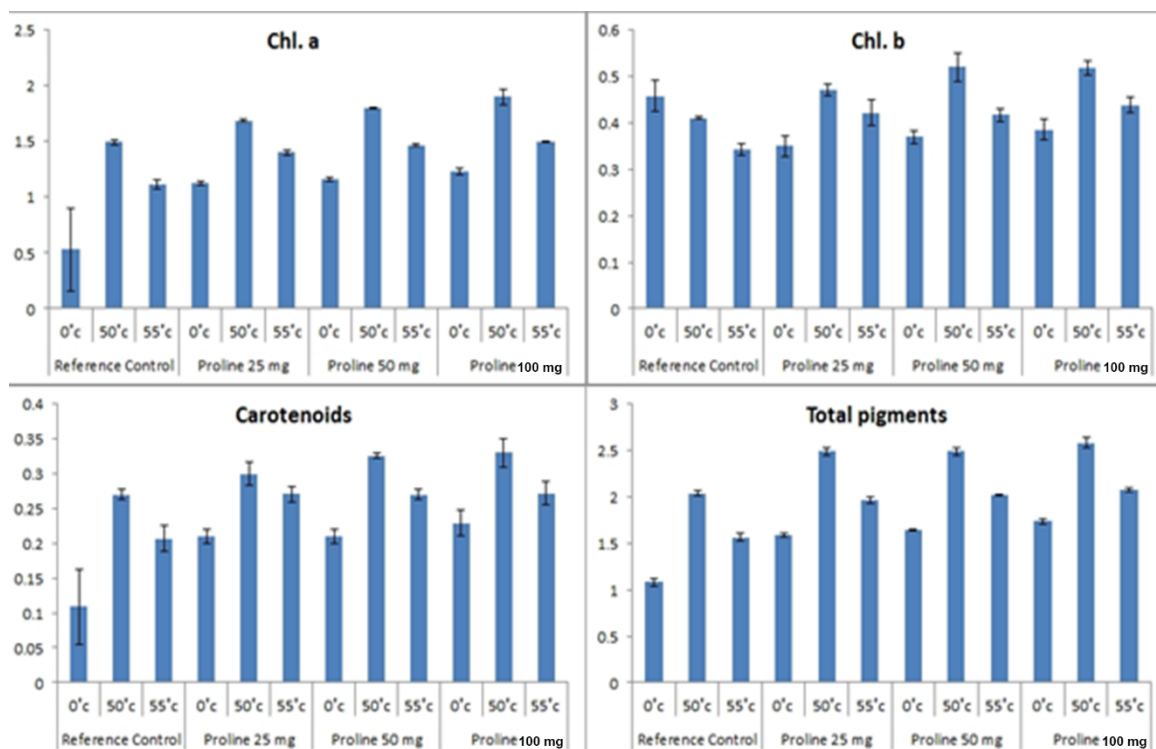 Chl. a
2.5
2
1.5
1
0.5
0
0˚c 50˚c 55˚c 0˚c 50˚c 55˚c 0˚c 50˚c 55˚c 0˚c 50˚c 55˚c
Reference Control Proline 25 mg Proline 50 mg Proline 100 mg
Chl. b
0.6
0.5
0.4
0.3
0.2
0.1
0
0˚c 50˚c 55˚c 0˚c 50˚c 55˚c 0˚c 50˚c 55˚c 0˚c 50˚c 55˚c
Reference Control Proline 25 mg Proline 50 mg Proline 100 mg
Carotenoids
0.4
0.35
0.3
0.25
0.2
0.15
0.1
0.05
0
0˚c 50˚c 55˚c 0˚c 50˚c 55˚c 0˚c 50˚c 55˚c 0˚c 50˚c 55˚c
Reference Control Proline 25 mg Proline 50 mg Proline 100 mg
Total pigments
3
2.5
2
1.5
1
0.5
0
0˚c 50˚c 55˚c 0˚c 50˚c 55˚c 0˚c 50˚c 55˚c 0˚c 50˚c 55˚c
Reference Control Proline 25 mg Proline 50 mg Proline 100 mg